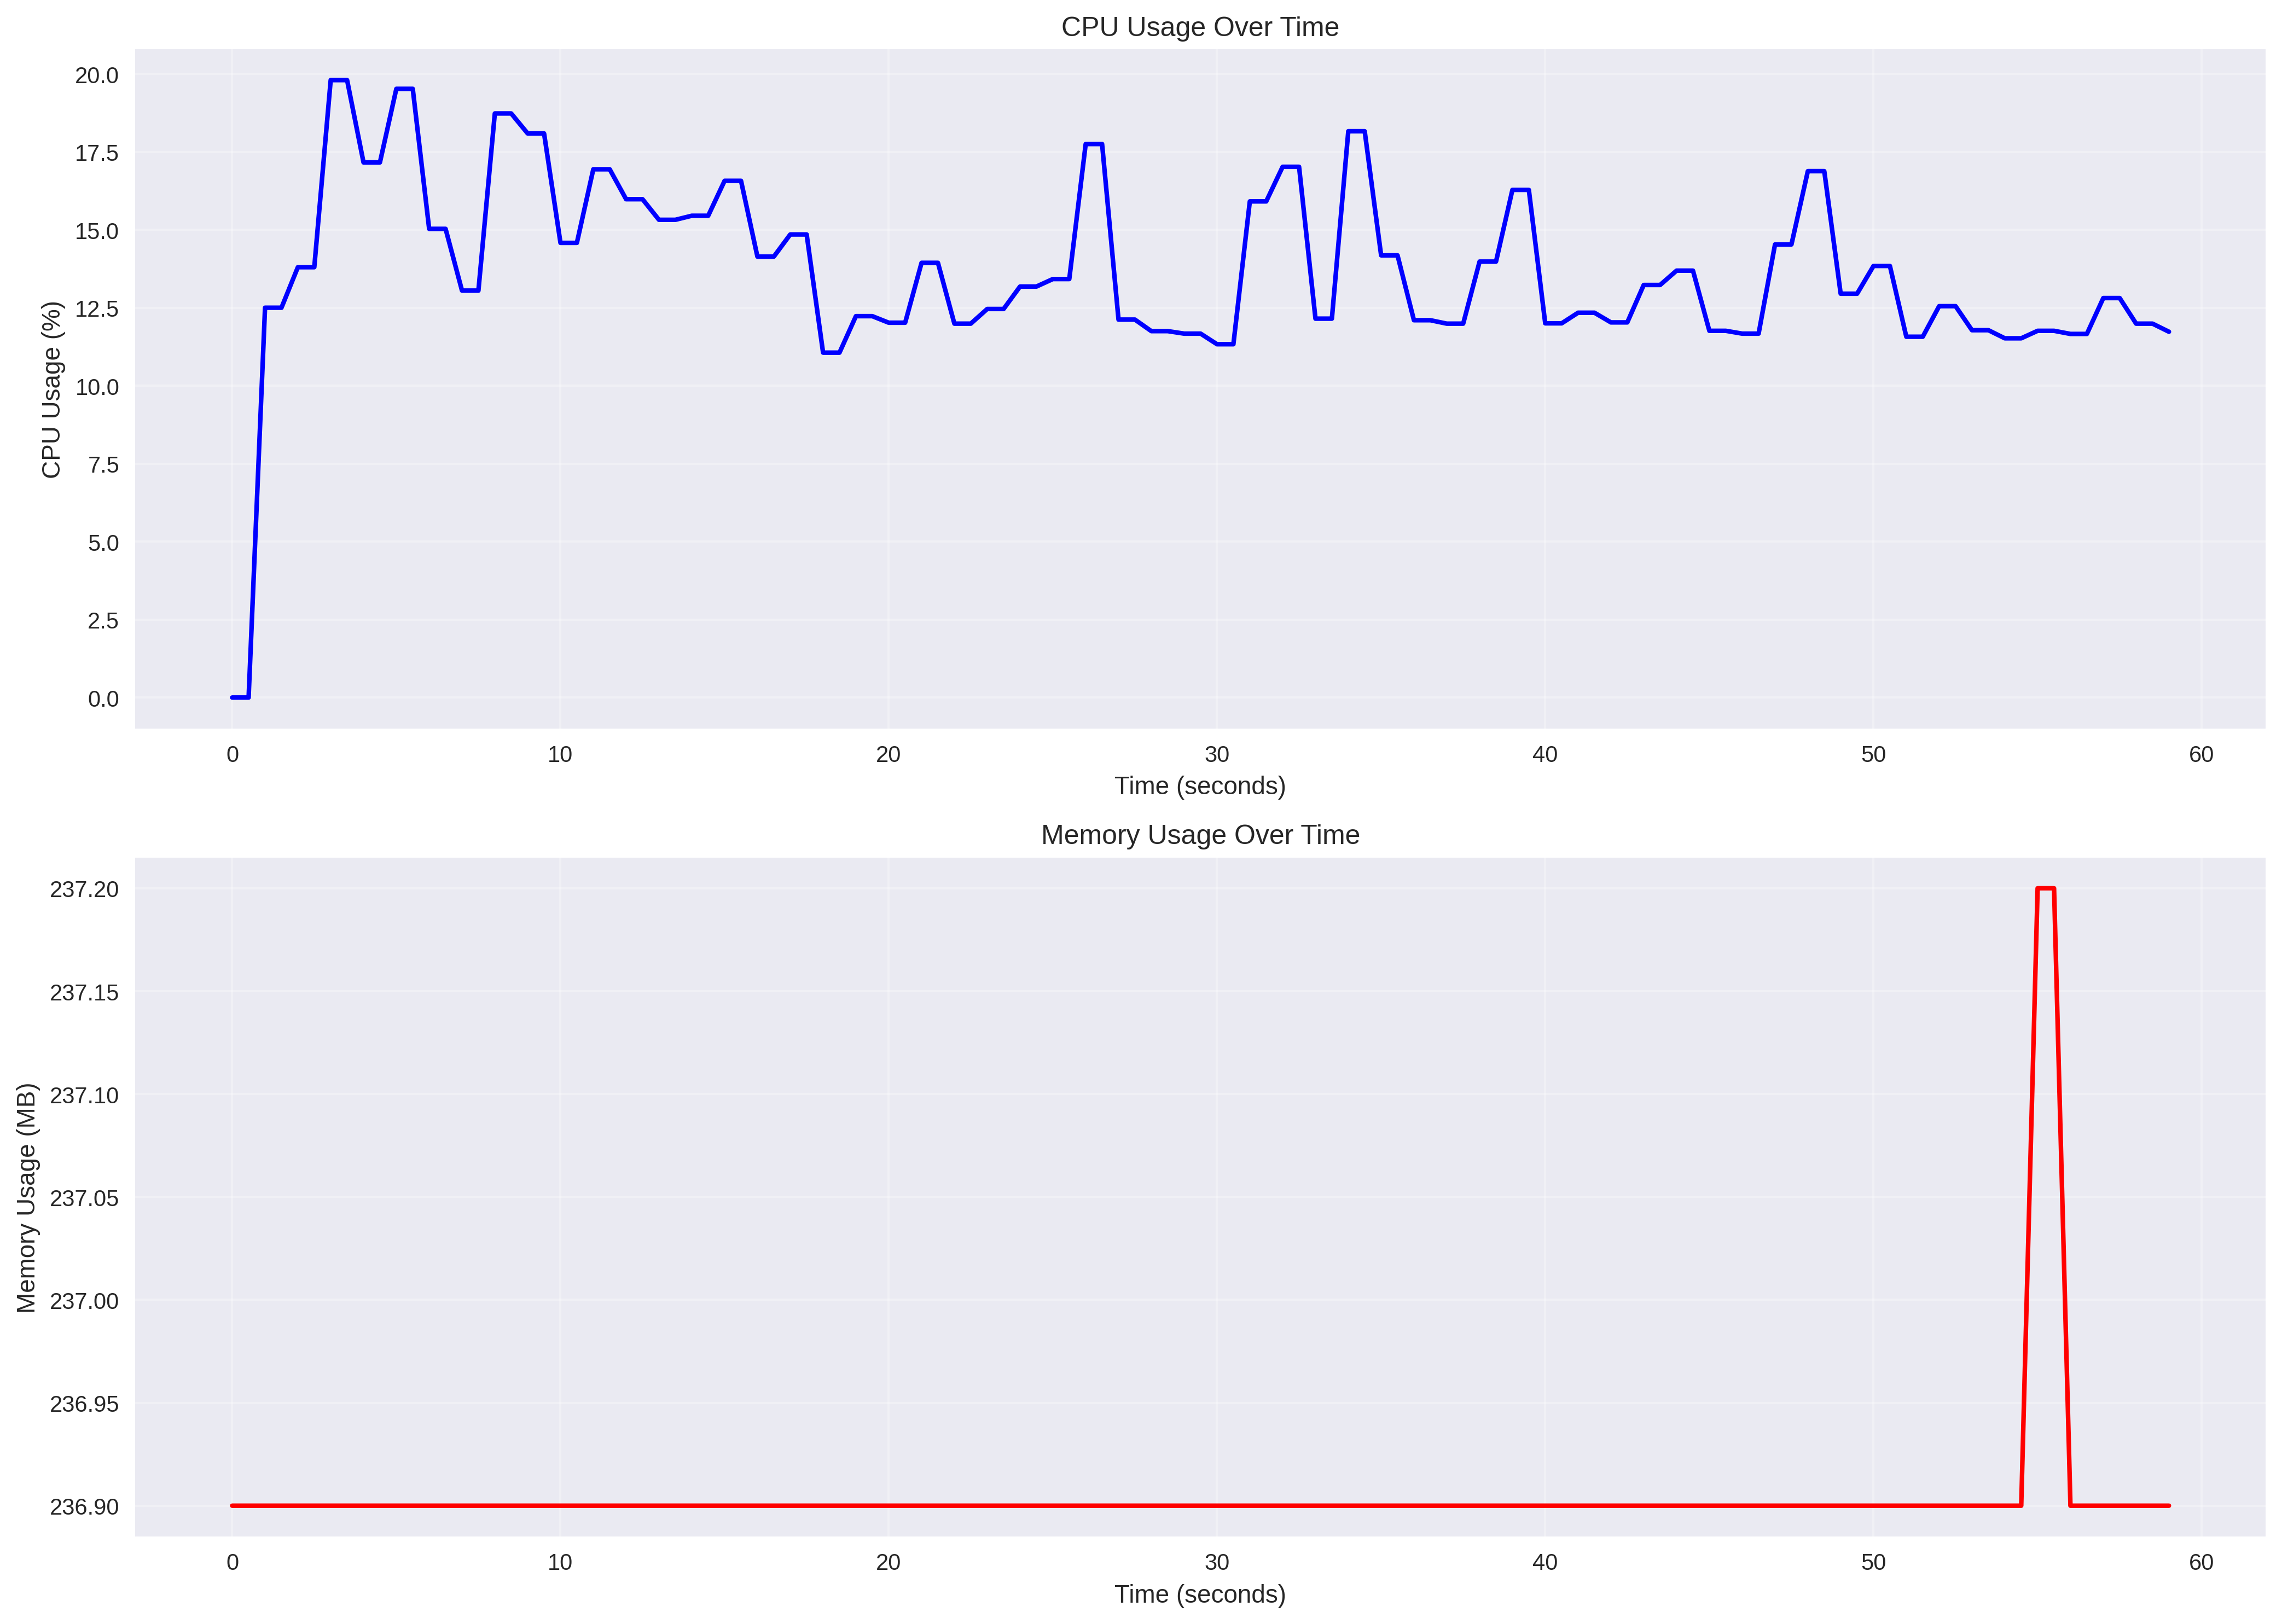 CPU Usage Over Time
20.0
17.5
15.0
12.5
10.0
7.5
5.0
2.5
0.0
CPU Usage (%)
0 10 20 30 40 50 60
Time (seconds)
Memory Usage Over Time
237.20
237.15
237.10
237.05
237.00
236.95
236.90
Memory Usage (MB)
0 10 20 30 40 50 60
Time (seconds)